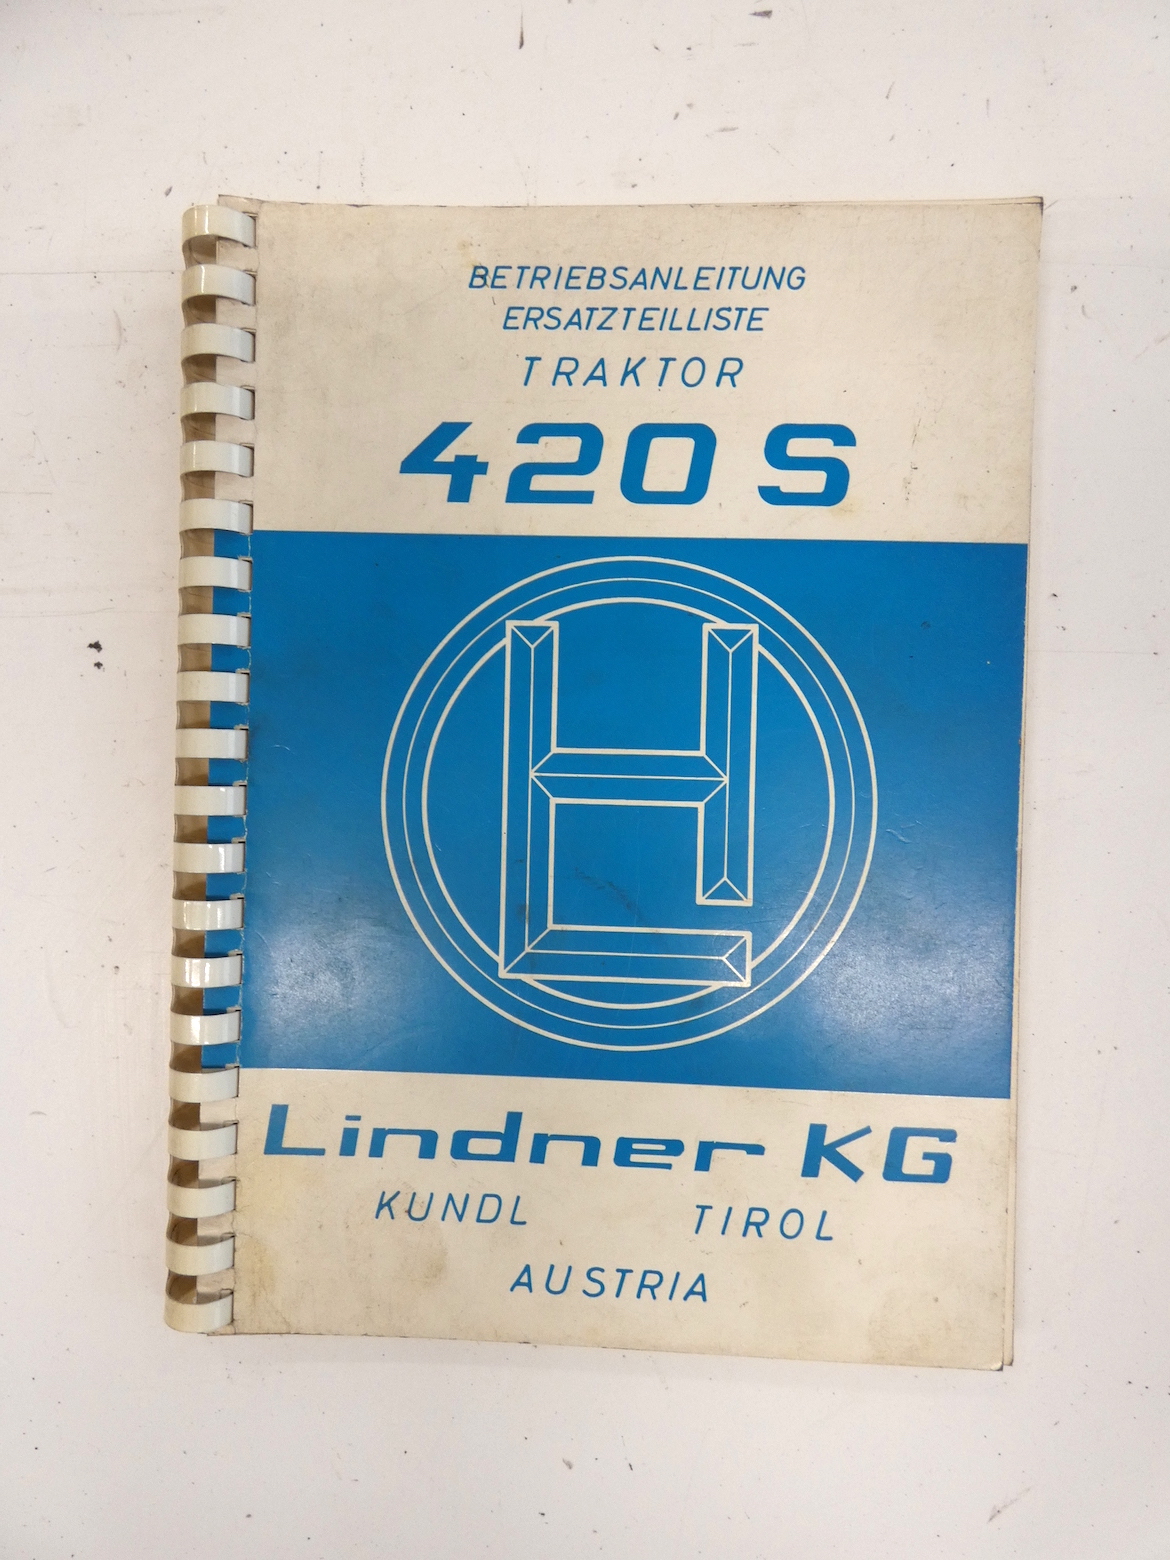 BETRIEBSANLEITUNG
ERSATZTEILLISTE
TRAKTOR
420 S
Lindner KG
KUNDL TIROL
AUSTRIA